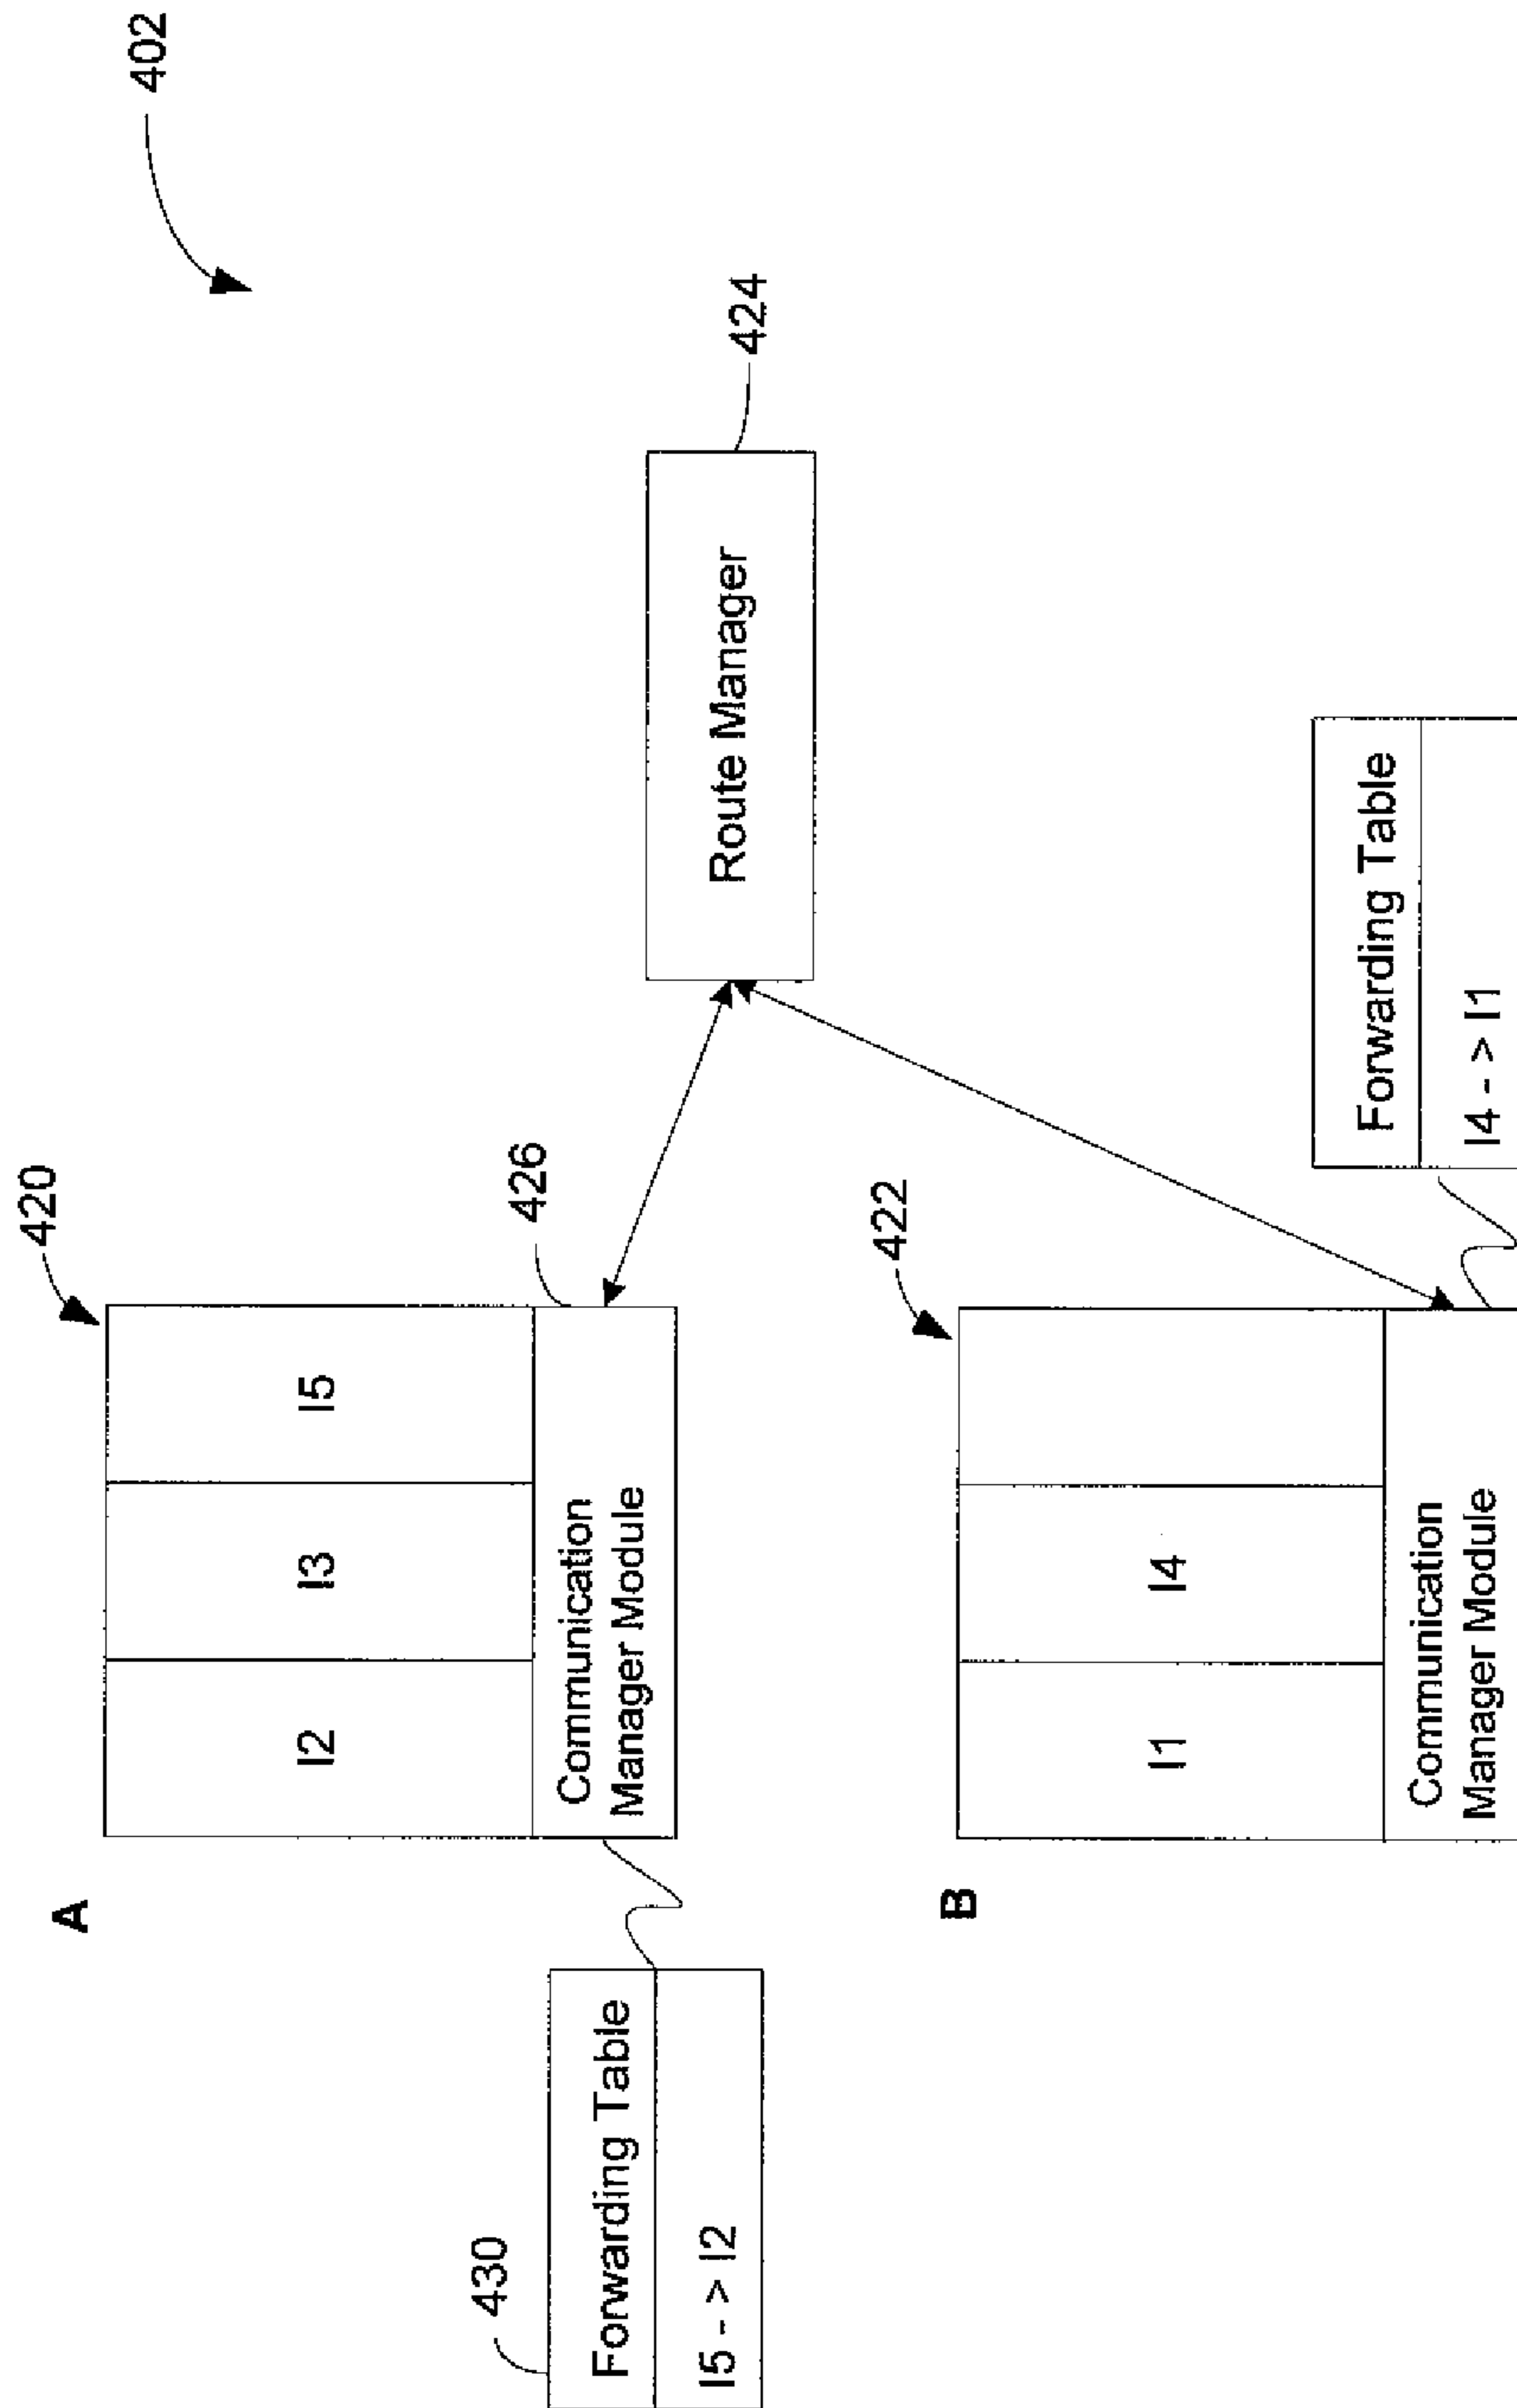 402
420
A
I2
I3
I5
426
Communication
Manager Module
430
Forwarding Table
I5 - > I2
Route Manager
424
422
B
I1
I4
Communication
Manager Module
Forwarding Table
I4 - > I1